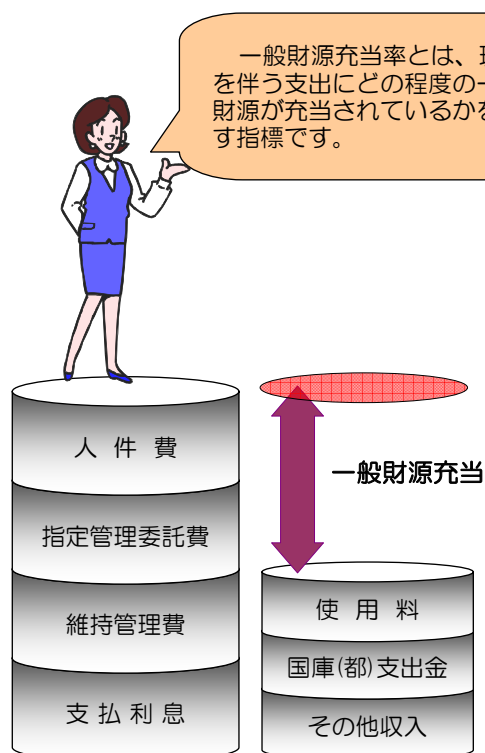 一般財源充当率とは、現
を伴う支出にどの程度の一
財源が充当されているかを
す指標です。
人件費
指定管理委託費
維持管理費
支払利息
一般財源充当
使用料
国庫(都)支出金
その他収入